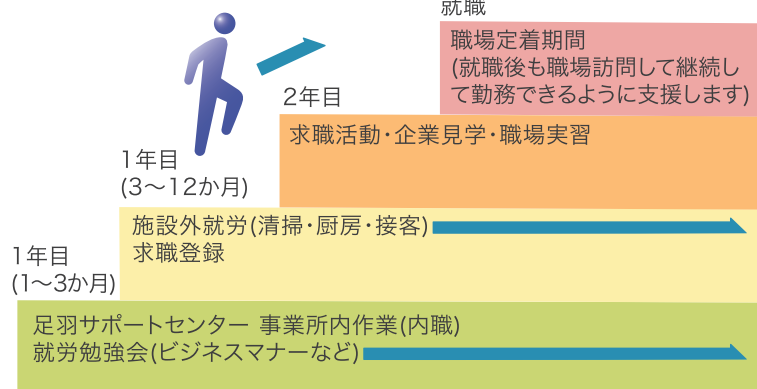 就職
職場定着期間
(就職後も職場訪問して継続し
て勤務できるように支援します)
2年目
求職活動・企業見学・職場実習
1年目
(3〜12か月)
施設外就労(清掃・厨房・接客)
求職登録
1年目
(1〜3か月)
足羽サポートセンター 事業所内作業(内職)
就労勉強会(ビジネスマナーなど)